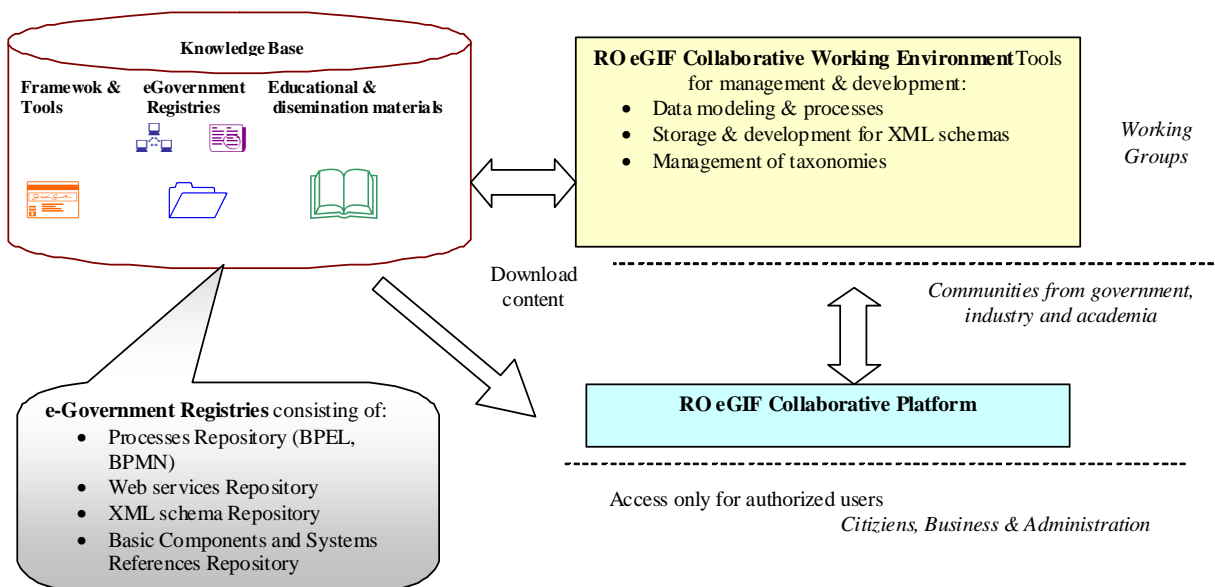 Knowledge Base
Framewok &
Tools
eGovernment
Registries
Educational &
disemination materials
RO eGIF Collaborative Working Environment Tools
for management & development:
• Data modeling & processes
• Storage & development for XML schemas
• Management of taxonomies
Working
Groups
Download
content
Communities from government,
industry and academia
RO eGIF Collaborative Platform
e-Government Registries consisting of:
• Processes Repository (BPEL,
BPMN)
• Web services Repository
• XML schema Repository
• Basic Components and Systems
References Repository
Access only for authorized users
Citiziens, Business & Administration